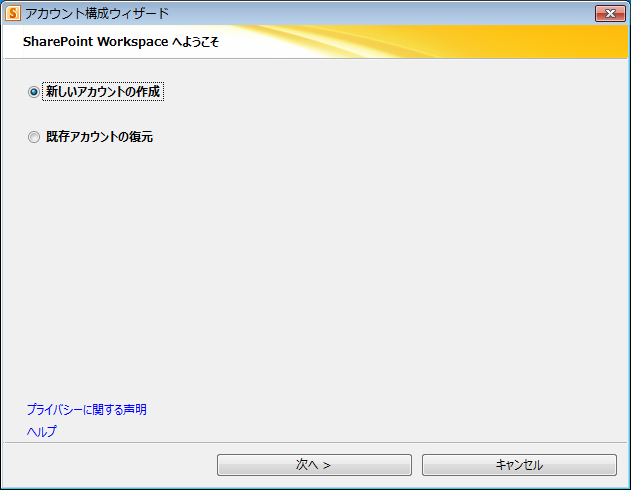 アカウント構成ウィザード
SharePoint Workspace へようこそ
新しいアカウントの作成
既存アカウントの復元
プライバシーに関する声明
ヘルプ
次へ >
キャンセル